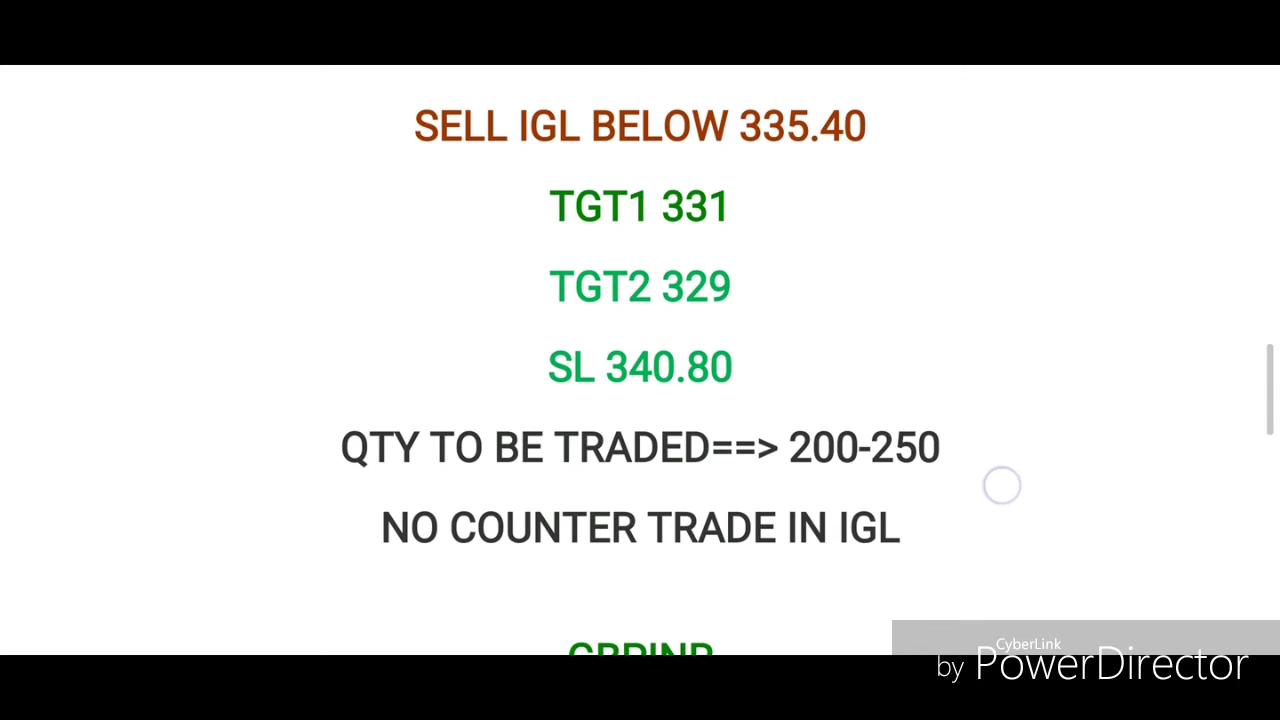 SELL IGL BELOW 335.40
TGT1 331
TGT2 329
SL 340.80
QTY TO BE TRADED==> 200-250
NO COUNTER TRADE IN IGL
GBPINR
CyberLink
by PowerDirector